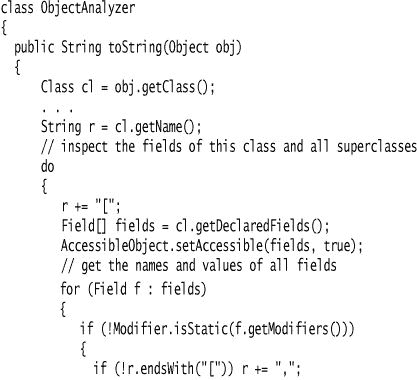 class ObjectAnalyzer
{
public String toString(Object obj)
{
Class cl = obj.getClass();
. . .
String r = cl.getName();
// inspect the fields of this class and all superclasses
do
{
r += "[";
Field[] fields = cl.getDeclaredFields();
AccessibleObject.setAccessible(fields, true);
// get the names and values of all fields
for (Field f : fields)
{
if (!Modifier.isStatic(f.getModifiers()))
{
if (!r.endsWith("[")) r += ",";